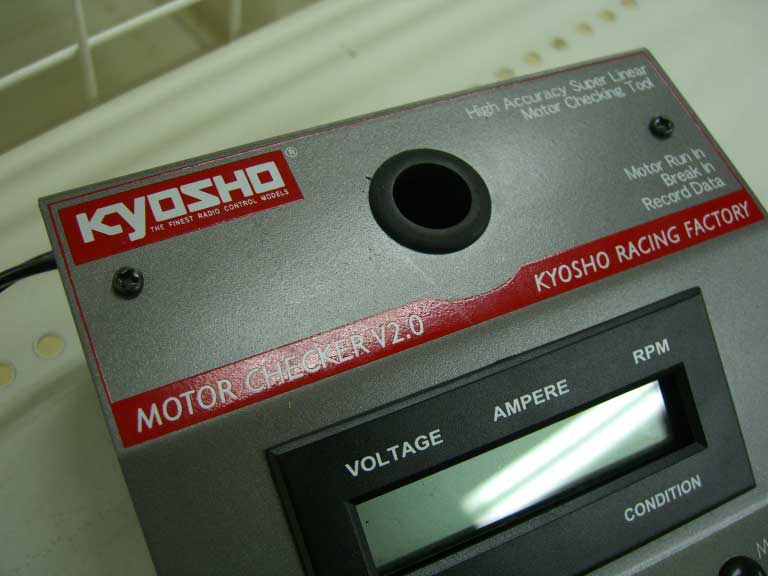 KYOSHO®
THE FINEST RADIO CONTROL MODELS
High Accuracy Super Linear
Motor Checking Tool
Motor Run In
Break In
Record Data
MOTOR CHECKER V2.0
KYOSHO RACING FACTORY
VOLTAGE
AMPERE
RPM
CONDITION